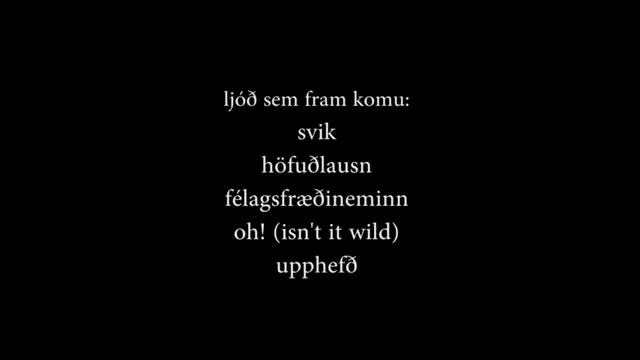 ljóð sem fram komu:
svik
höfuðlausn
félagsfræðineminn
oh! (isn't it wild)
upphefð